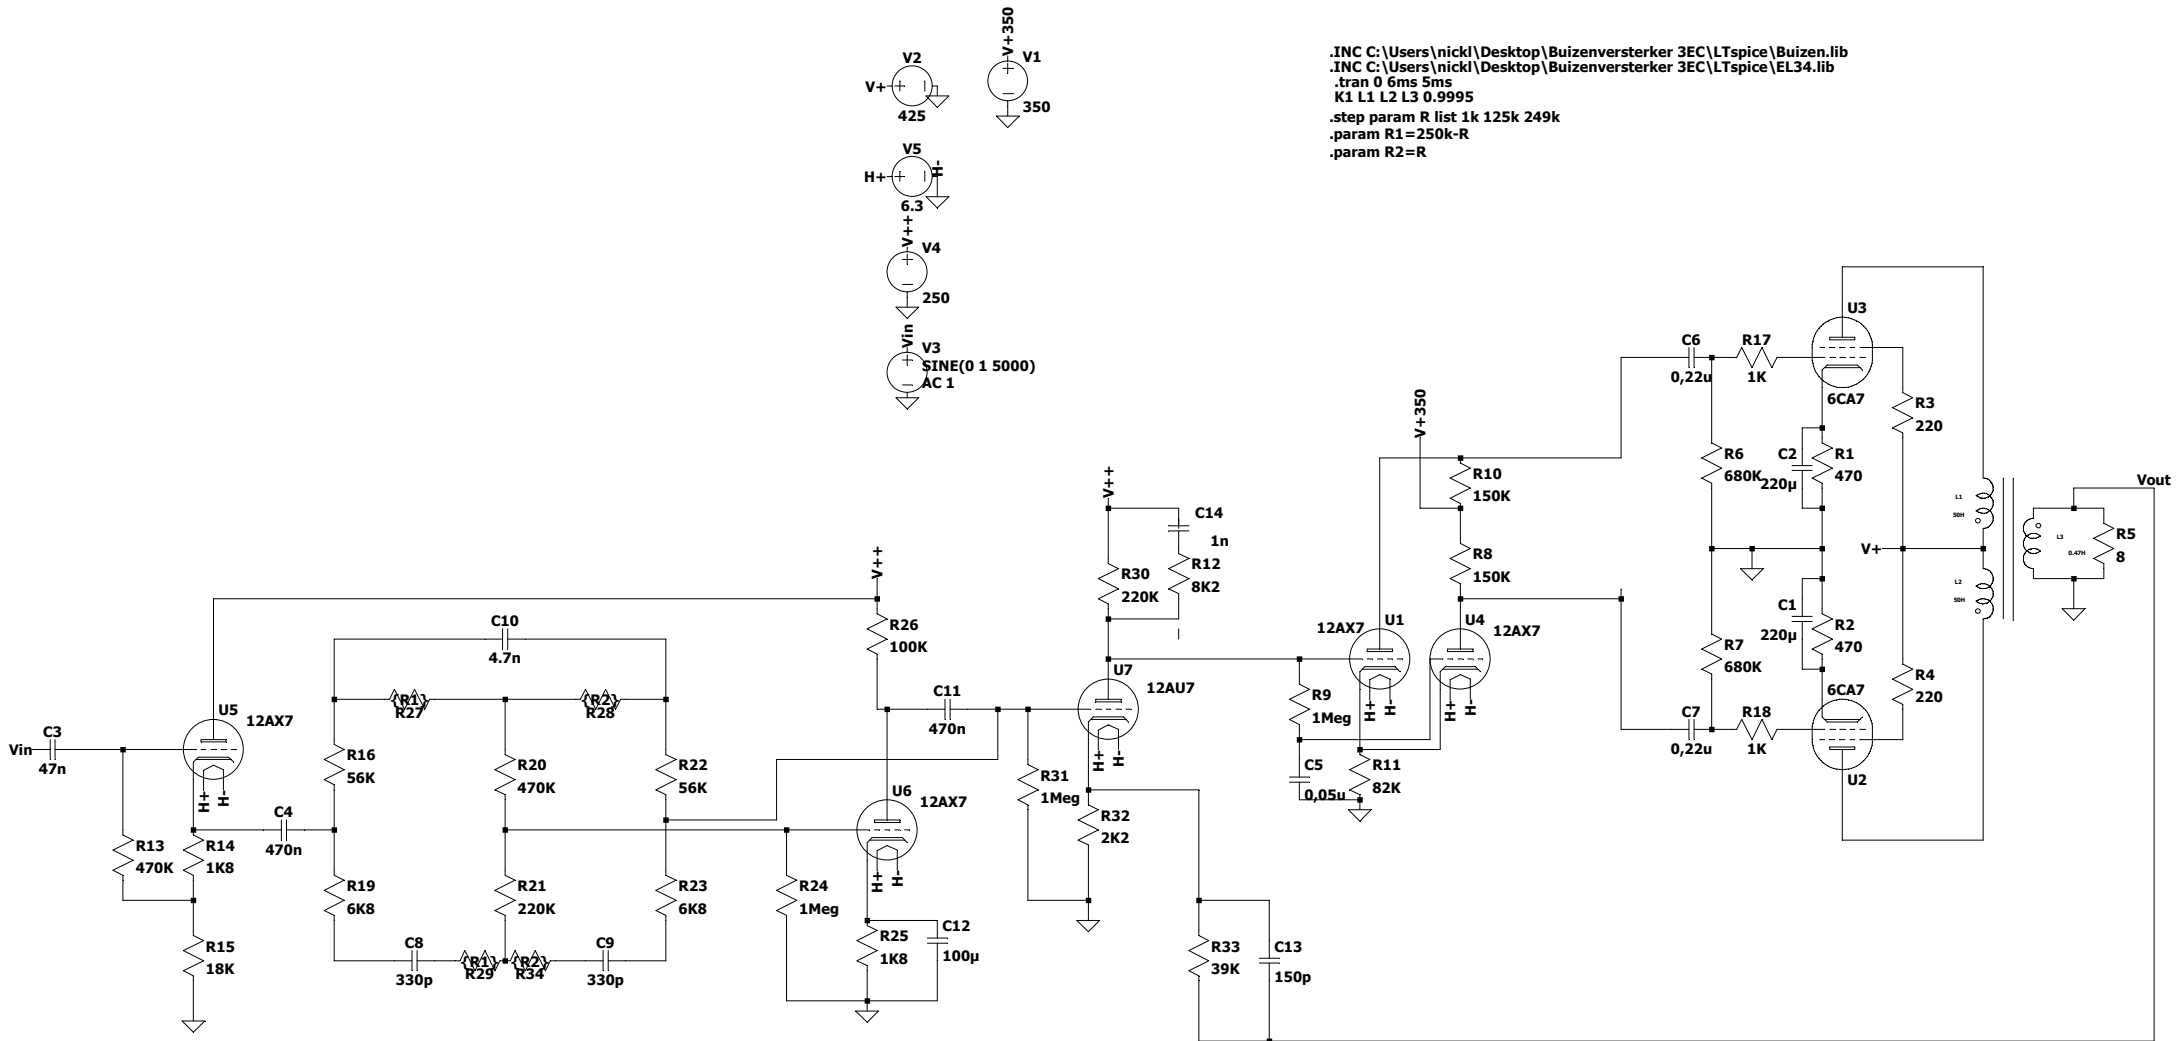 V+350
V2
V+
425
V1
350
.INC C:\Users\nickl\Desktop\Buizenversterker 3EC\LTspice\Buizen.lib
.INC C:\Users\nickl\Desktop\Buizenversterker 3EC\LTspice\EL34.lib
.tran 0 6ms 5ms
K1 L1 L2 L3 0.9995
.step param R list 1k 125k 249k
.param R1=250k-R
.param R2=R
V5
H+
H-
6.3
V++
V4
250
Vin
V3
SINE(0 1 5000)
AC 1
U3
C6
0,22u
R17
1K
6CA7
R3
220
V+350
R6
680K
C2
220µ
R1
470
R10
150K
L1
50H
Vout
V++
C14
1n
R12
8K2
R30
220K
R8
150K
V+
L3
0.47H
R5
8
L2
50H
V++
R26
100K
C10
4.7n
12AX7
U1
U4
12AX7
C1
220µ
R2
470
R7
680K
6CA7
R4
220
{R1}
R27
{R2}
R28
C11
470n
U7
12AU7
R9
1Meg
H+
H-
H+
H-
C7
0,22u
R18
1K
U2
U5
12AX7
Vin
C3
47n
R16
56K
R20
470K
R22
56K
H+
H-
H+
H-
R31
1Meg
C5
0,05u
R11
82K
U6
12AX7
R32
2K2
C4
470n
R13
470K
R14
1K8
R19
6K8
R21
220K
R23
6K8
R24
1Meg
H+
H-
R15
18K
C8
330p
{R1}
R29
{R2}
R34
C9
330p
R25
1K8
C12
100µ
R33
39K
C13
150p